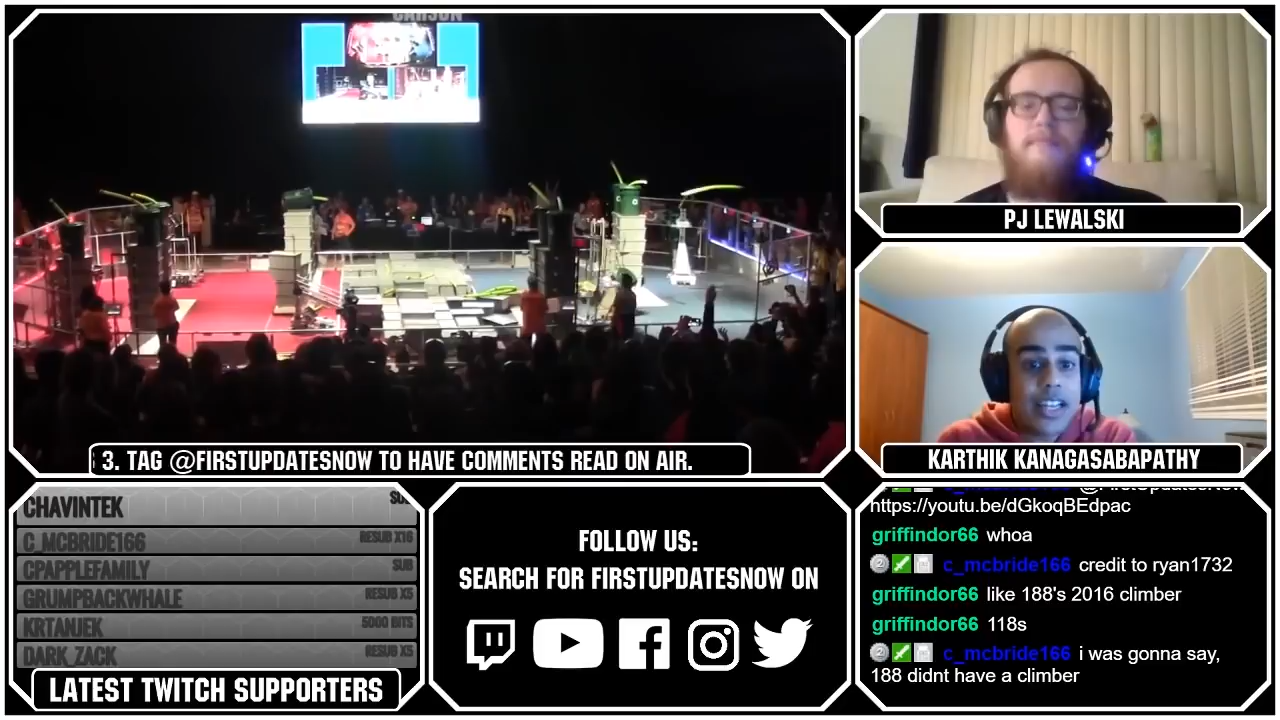 CARSON
PJ LEWALSKI
3. TAG @FIRSTUPDATESNOW TO HAVE COMMENTS READ ON AIR.
KARTHIK KANAGASABAPATHY
CHAVINTEK
C_MCBRIDE166 RESUB X16
CPAPPLEFAMILY SUB
GRUMPBACKWHALE RESUB X5
KRTANJEK 5000 BITS
DARK_ZACK RESUB X5
LATEST TWITCH SUPPORTERS
FOLLOW US:
SEARCH FOR FIRSTUPDATESNOW ON
https://youtu.be/dGkoqBEdpac
griffindor66 whoa
c_mcbride166 credit to ryan1732
griffindor66 like 188's 2016 climber
griffindor66 118s
c_mcbride166 i was gonna say,
188 didnt have a climber